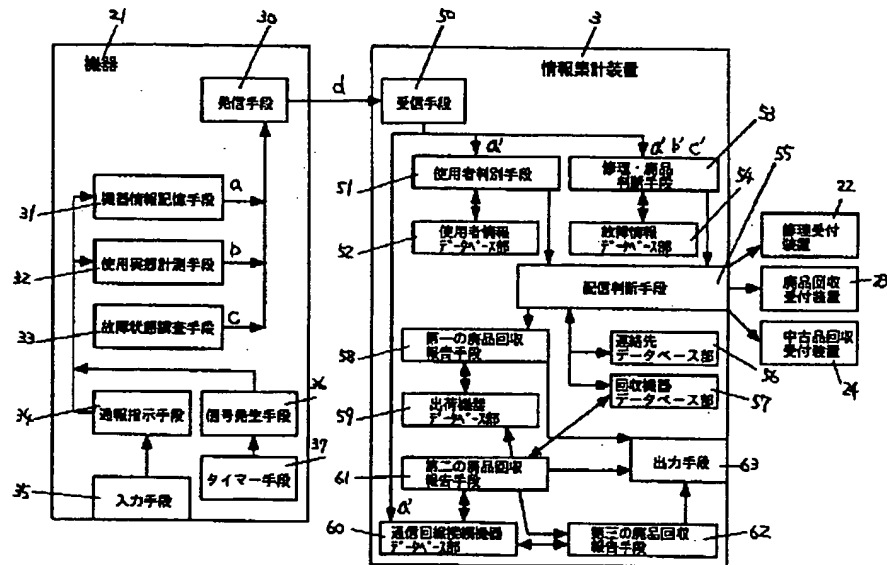 21
30
50
3
機器
情報集計装置
発信手段
d
受信手段
53
a'
a' b' c'
55
51
使用者判別手段
修理・廃品
判断手段
54
31
機器情報記憶手段
a
22
52
使用者情報
データベース部
故障情報
データベース部
修理受付
装置
32
使用実態計測手段
b
配信判断手段
廃品回収
受付装置
23
33
故障状態調査手段
c
58
第一の廃品回収
報告手段
連絡先
データベース部
56
中古品回収
受付装置
24
34
通報指示手段
信号発生手段
36
59
出荷機器
データベース部
回収機器
データベース部
57
35
入力手段
タイマー手段
37
61
第二の廃品回収
報告手段
出力手段
63
a'
60
通信回線接続機器
データベース部
第三の廃品回収
報告手段
62